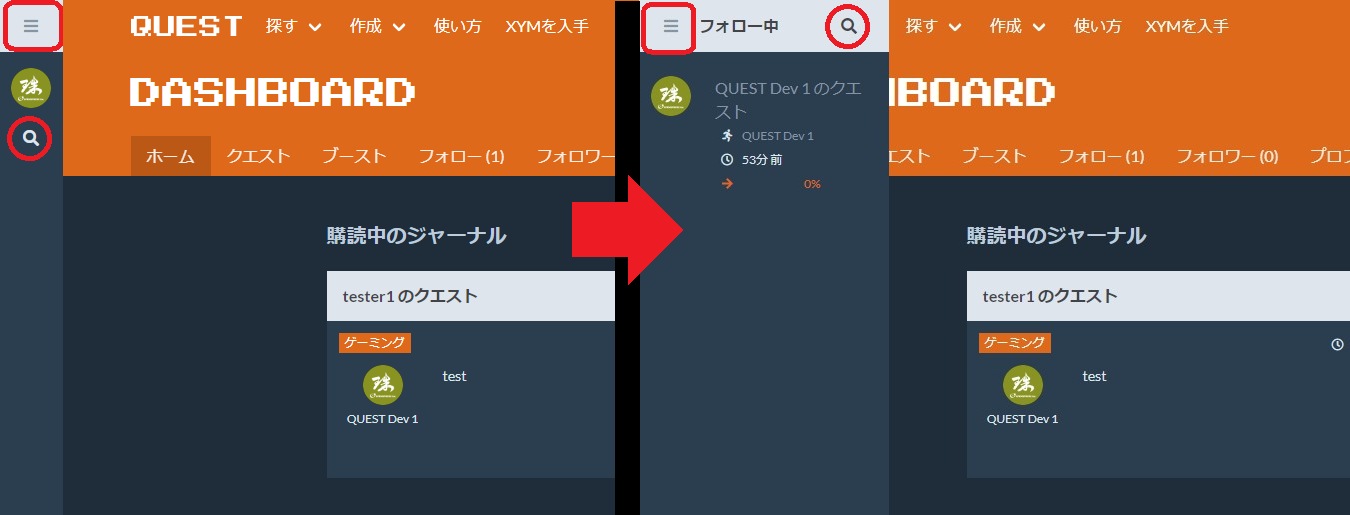 QUEST 探す 作成 使い方 XYMを入手
DASHBOARD
ホーム クエスト ブースト フォロー (1) フォロワー
購読中のジャーナル
tester1 のクエスト
ゲーミング
test
QUEST Dev 1
フォロー中 探す 作成 使い方 XYMを入手
BOARD
QUEST Dev 1 のクエ
スト
QUEST Dev 1
53分 前
0%
エスト ブースト フォロー (1) フォロワー (0) プロフ
購読中のジャーナル
tester1 のクエスト
ゲーミング
test
QUEST Dev 1